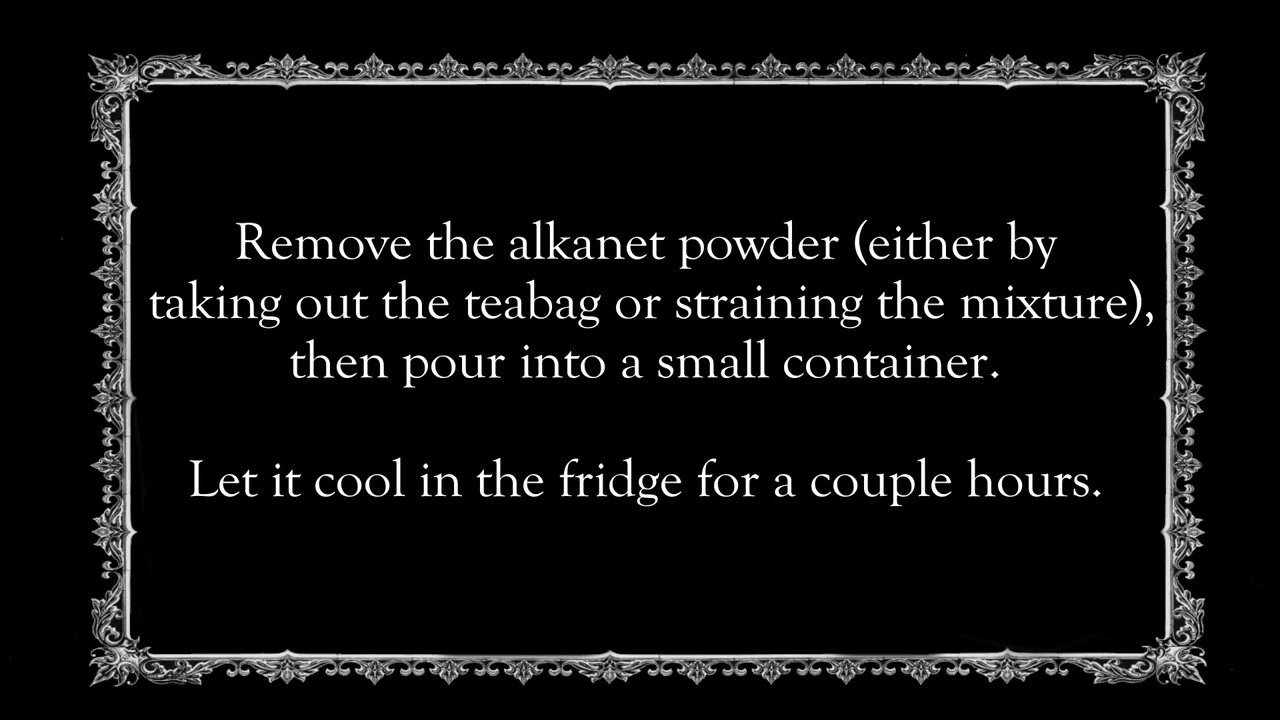 Remove the alkanet powder (either by
taking out the teabag or straining the mixture),
then pour into a small container.
Let it cool in the fridge for a couple hours.